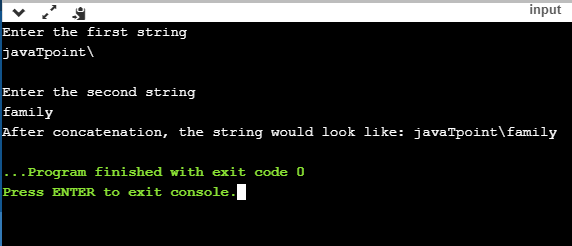 input
Enter the first string
javaTpoint\
Enter the second string
family
After concatenation, the string would look like: javaTpoint\family
...Program finished with exit code 0
Press ENTER to exit console.